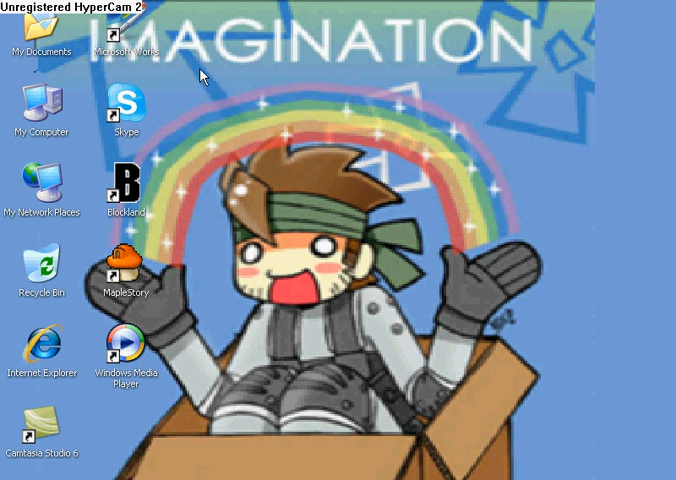 Unregistered HyperCam 2
IMAGINATION
My Documents
Microsoft Works
My Computer
Skype
My Network Places
Blockland
Recycle Bin
MapleStory
Internet Explorer
Windows Media
Player
Camtasia Studio 6